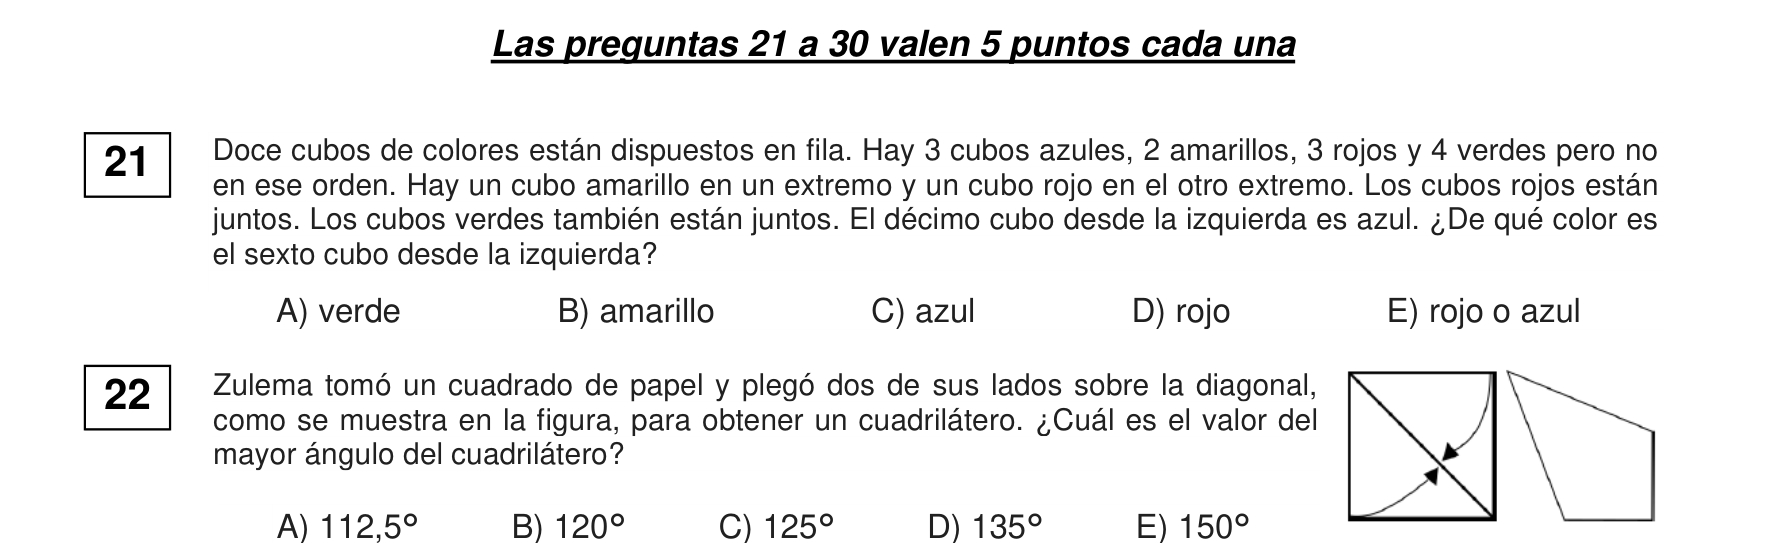 Las preguntas 21 a 30 valen 5 puntos cada una
21
Doce cubos de colores están dispuestos en fila. Hay 3 cubos azules, 2 amarillos, 3 rojos y 4 verdes pero no
en ese orden. Hay un cubo amarillo en un extremo y un cubo rojo en el otro extremo. Los cubos rojos están
juntos. Los cubos verdes también están juntos. El décimo cubo desde la izquierda es azul. ¿De qué color es
el sexto cubo desde la izquierda?
A) verde B) amarillo C) azul D) rojo E) rojo o azul
22
Zulema tomó un cuadrado de papel y plegó dos de sus lados sobre la diagonal,
como se muestra en la figura, para obtener un cuadrilátero. ¿Cuál es el valor del
mayor ángulo del cuadrilátero?
A) 112,5º B) 120º C) 125º D) 135º E) 150º